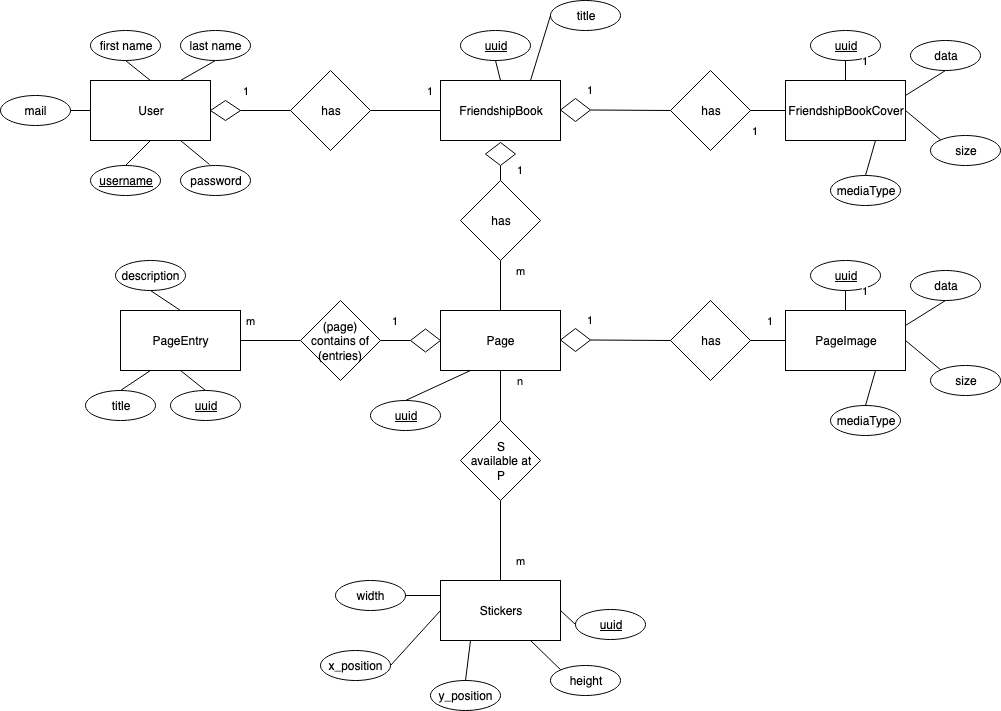 title
first name
last name
uuid
uuid
data
1
1
1
1
mail
User
has
FriendshipBook
has
FriendshipBookCover
1
size
1
username
password
mediaType
has
m
description
uuid
data
1
m
(page)
contains of
(entries)
1
1
1
PageEntry
Page
has
PageImage
size
n
title
uuid
uuid
mediaType
S
available at
P
m
width
Stickers
uuid
x_position
height
y_position